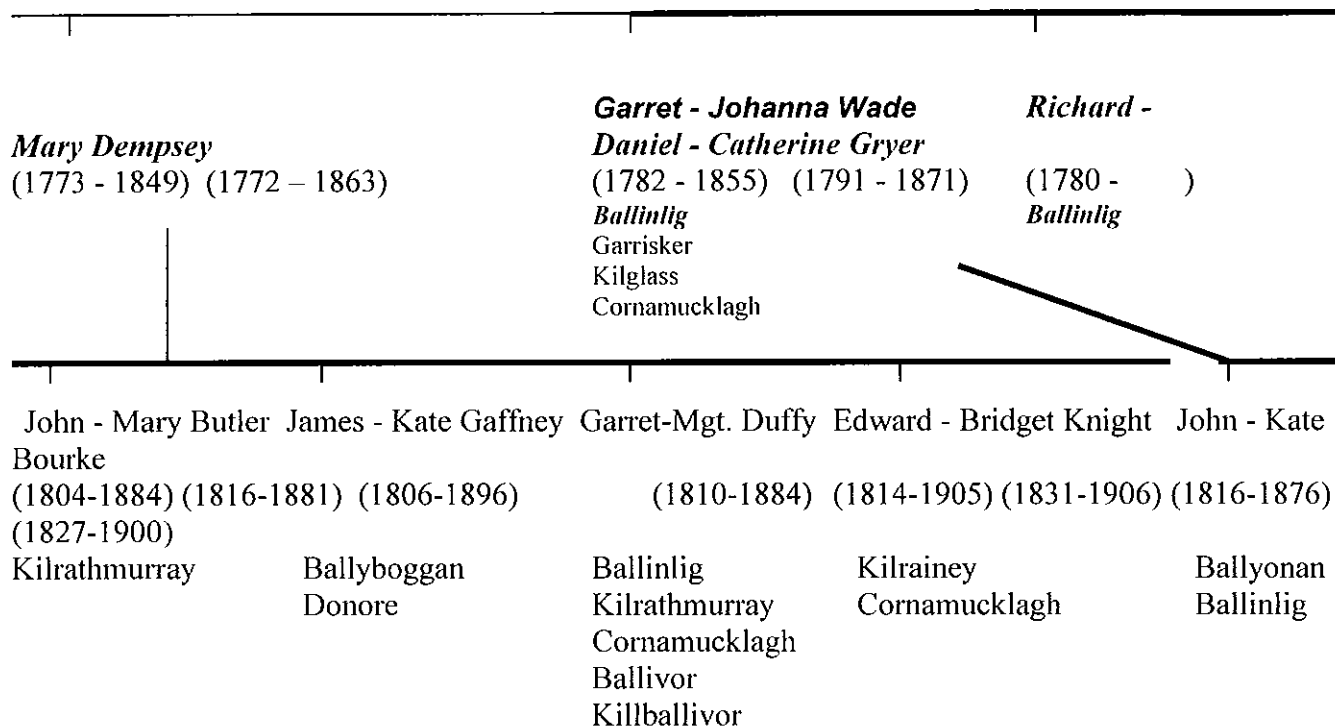 Garret - Johanna Wade Richard -
Mary Dempsey Daniel - Catherine Gryer
(1773 - 1849) (1772 – 1863) (1782 - 1855) (1791 - 1871) (1780 - )
Ballinlig Ballinlig
Garrisker
Kilglass
Cornamucklagh
John - Mary Butler James - Kate Gaffney Garret-Mgt. Duffy Edward - Bridget Knight John - Kate
Bourke
(1804-1884) (1816-1881) (1806-1896) (1810-1884) (1814-1905) (1831-1906) (1816-1876)
(1827-1900)
Kilrathmurray Ballyboggan Ballinlig Kilrainey Ballyonan
Donore Kilrathmurray Cornamucklagh Ballinlig
Cornamucklagh
Ballivor
Killballivor